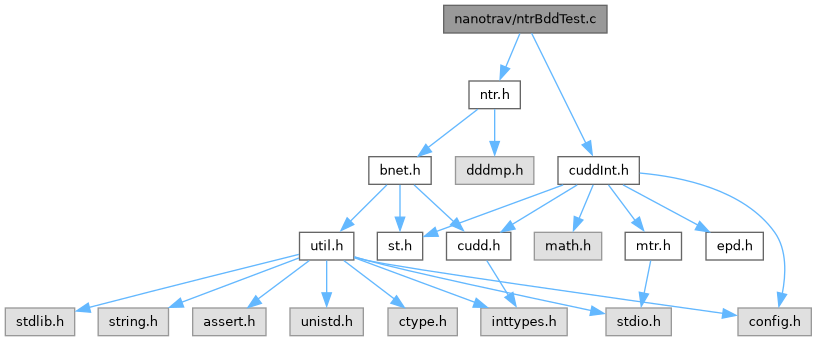 nanotrav/ntrBddTest.c
ntr.h
bnet.h
dddmp.h
cuddInt.h
util.h
st.h
cudd.h
math.h
mtr.h
epd.h
stdlib.h
string.h
assert.h
unistd.h
ctype.h
inttypes.h
stdio.h
config.h